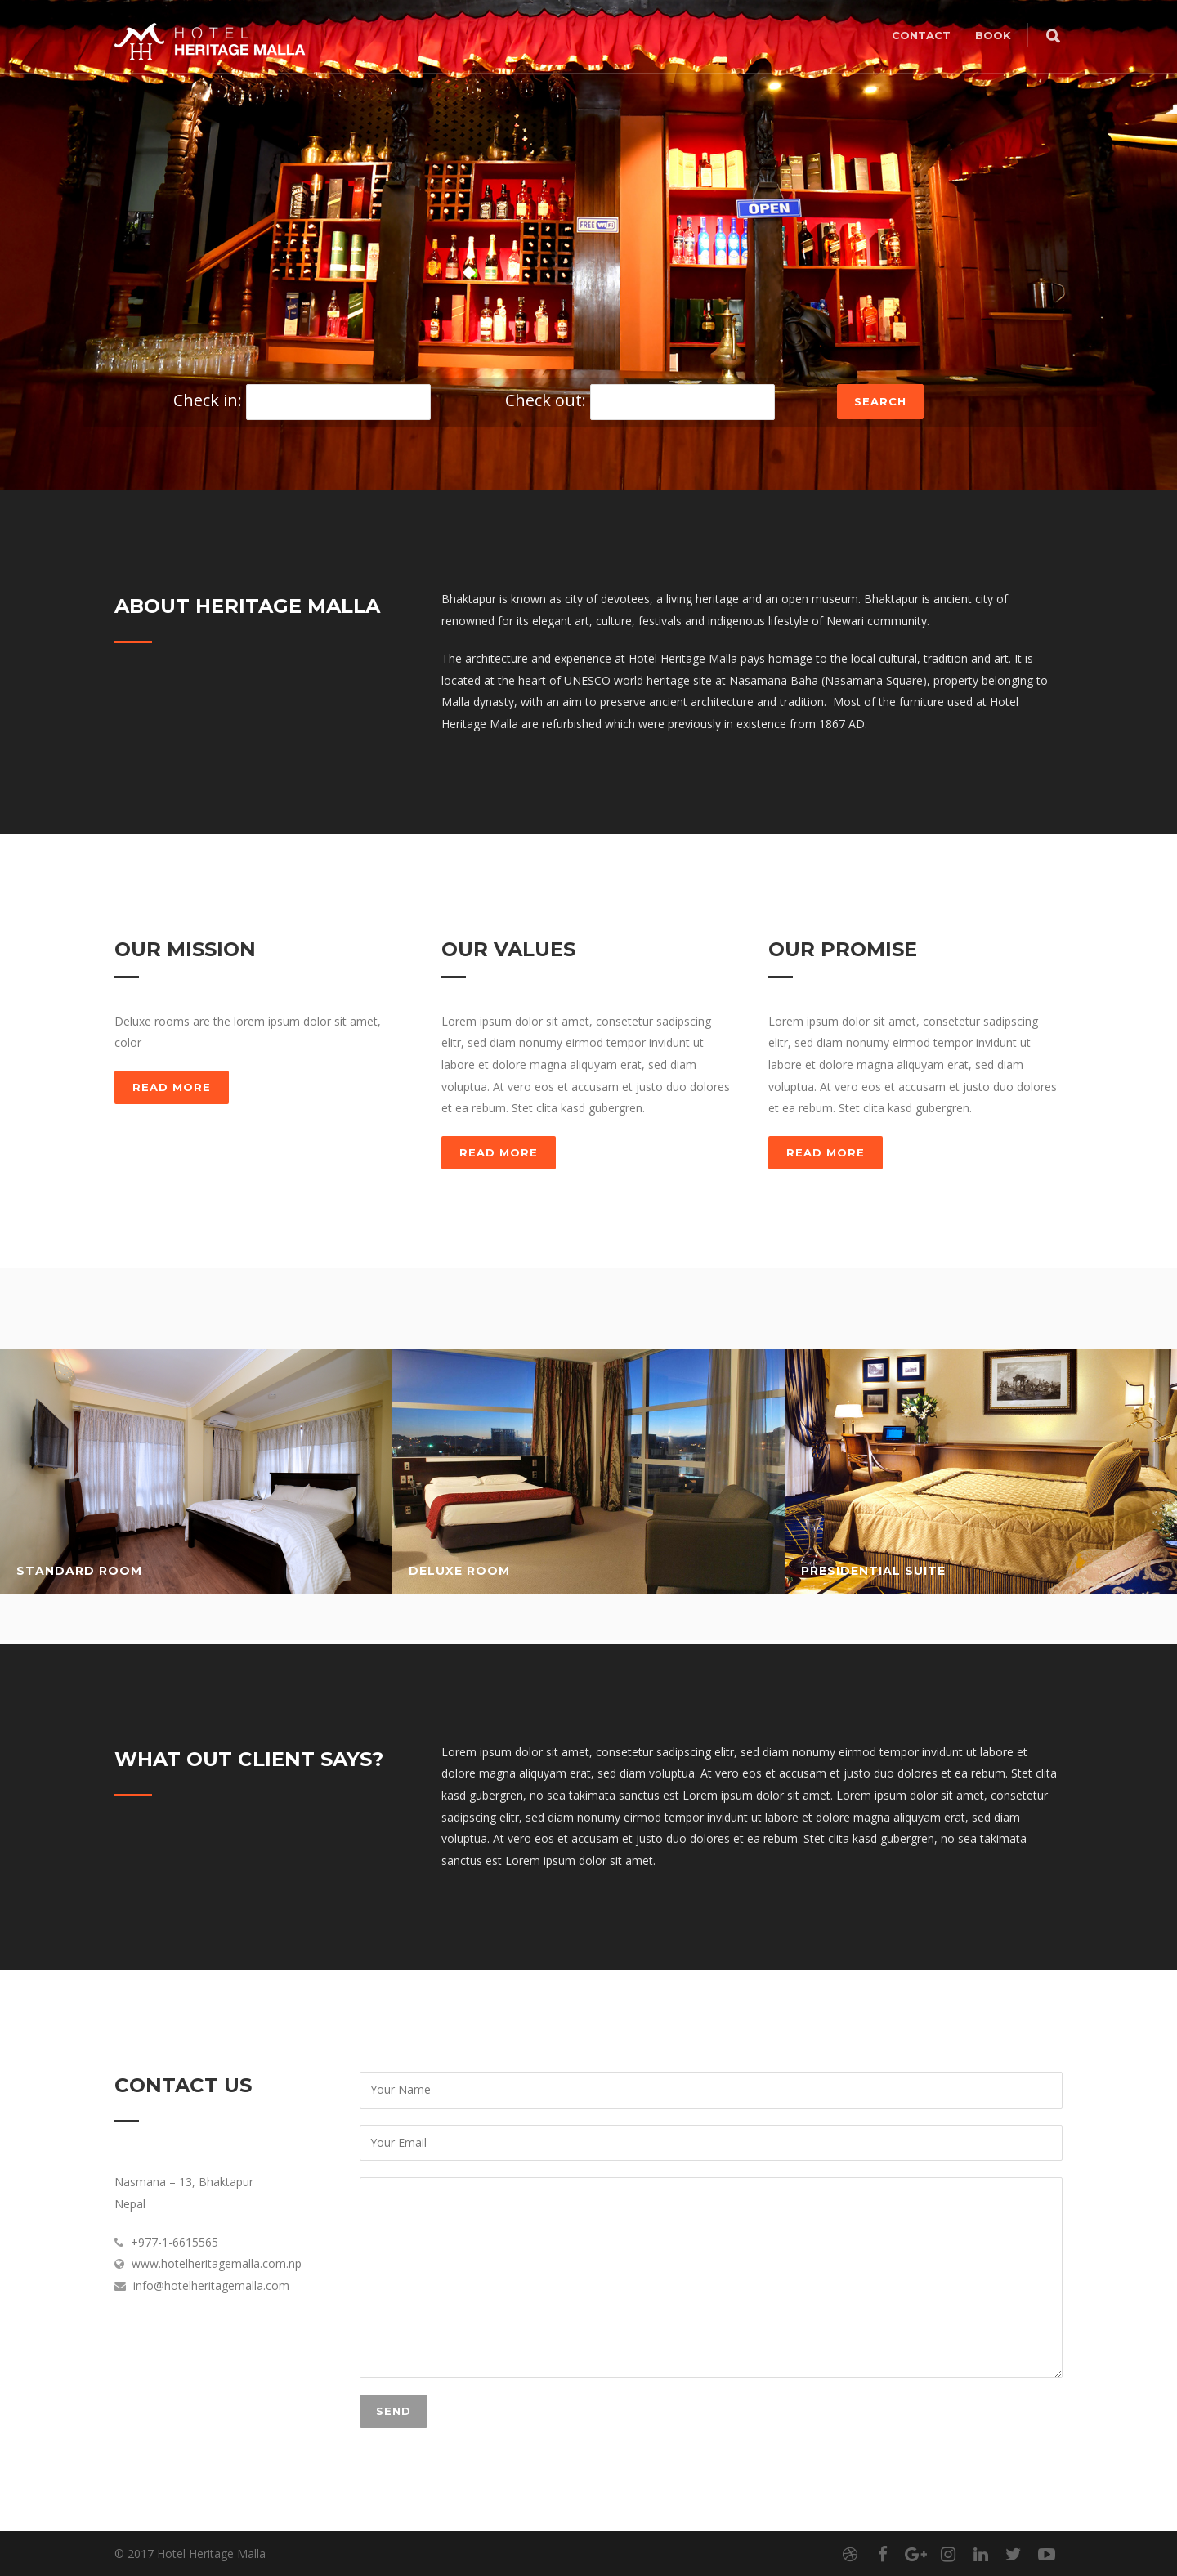 HOTEL
HERITAGE MALLA
CONTACT
BOOK
FREE WiFi
OPEN
Check in:
Check out:
SEARCH
ABOUT HERITAGE MALLA
Bhaktapur is known as city of devotees, a living heritage and an open museum. Bhaktapur is ancient city of
renowned for its elegant art, culture, festivals and indigenous lifestyle of Newari community.
The architecture and experience at Hotel Heritage Malla pays homage to the local cultural, tradition and art. It is
located at the heart of UNESCO world heritage site at Nasamana Baha (Nasamana Square), property belonging to
Malla dynasty, with an aim to preserve ancient architecture and tradition.  Most of the furniture used at Hotel
Heritage Malla are refurbished which were previously in existence from 1867 AD.
OUR MISSION
Deluxe rooms are the lorem ipsum dolor sit amet,
color
READ MORE
OUR VALUES
Lorem ipsum dolor sit amet, consetetur sadipscing
elitr, sed diam nonumy eirmod tempor invidunt ut
labore et dolore magna aliquyam erat, sed diam
voluptua. At vero eos et accusam et justo duo dolores
et ea rebum. Stet clita kasd gubergren.
READ MORE
OUR PROMISE
Lorem ipsum dolor sit amet, consetetur sadipscing
elitr, sed diam nonumy eirmod tempor invidunt ut
labore et dolore magna aliquyam erat, sed diam
voluptua. At vero eos et accusam et justo duo dolores
et ea rebum. Stet clita kasd gubergren.
READ MORE
STANDARD ROOM
DELUXE ROOM
PRESIDENTIAL SUITE
WHAT OUT CLIENT SAYS?
Lorem ipsum dolor sit amet, consetetur sadipscing elitr, sed diam nonumy eirmod tempor invidunt ut labore et
dolore magna aliquyam erat, sed diam voluptua. At vero eos et accusam et justo duo dolores et ea rebum. Stet clita
kasd gubergren, no sea takimata sanctus est Lorem ipsum dolor sit amet. Lorem ipsum dolor sit amet, consetetur
sadipscing elitr, sed diam nonumy eirmod tempor invidunt ut labore et dolore magna aliquyam erat, sed diam
voluptua. At vero eos et accusam et justo duo dolores et ea rebum. Stet clita kasd gubergren, no sea takimata
sanctus est Lorem ipsum dolor sit amet.
CONTACT US
Nasmana – 13, Bhaktapur
Nepal
+977-1-6615565
www.hotelheritagemalla.com.np
info@hotelheritagemalla.com
Your Name
Your Email
SEND
© 2017 Hotel Heritage Malla